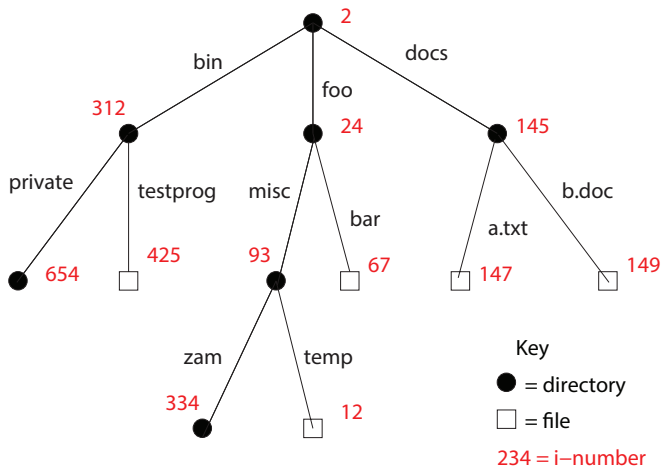 2
bin
foo
docs
312
24
145
private
testprog
misc
bar
a.txt
b.doc
654
425
93
67
147
149
zam
temp
334
12
Key
= directory
= file
234 = i–number